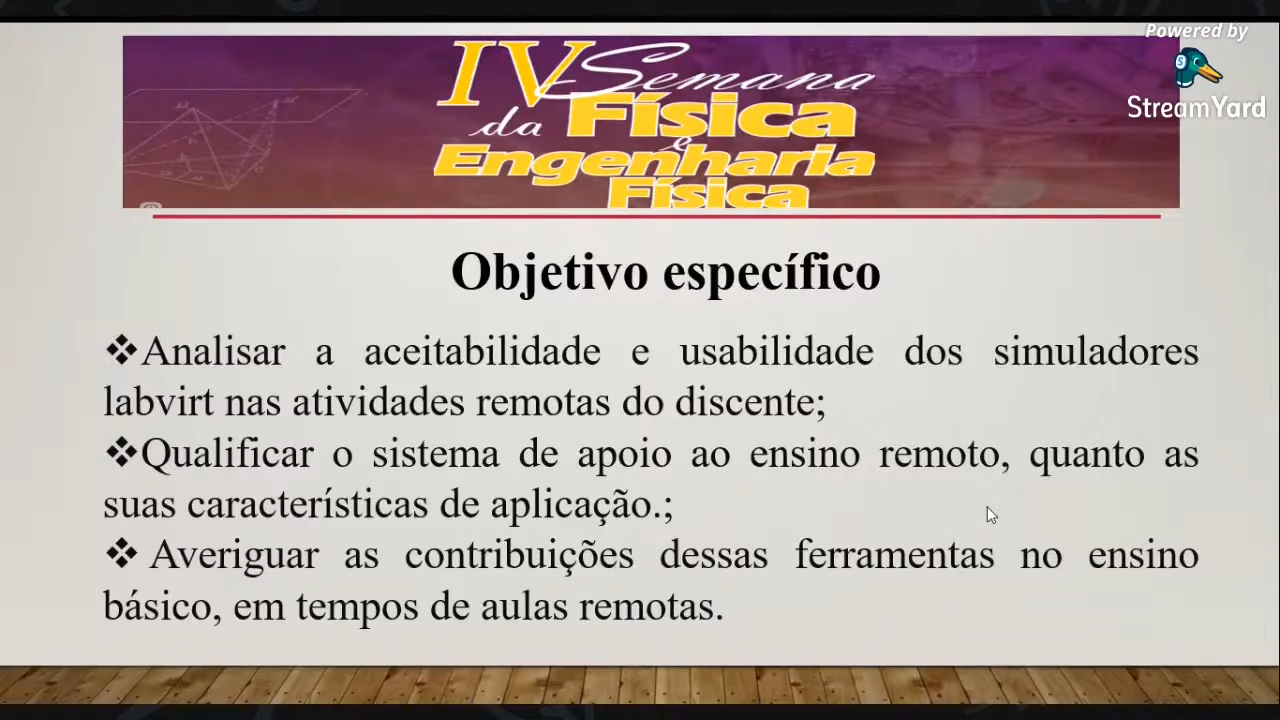 Powered by
StreamYard
IV Semana
da Física
e
Engenharia
Física
Objetivo específico
❖Analisar a aceitabilidade e usabilidade dos simuladores
labvirt nas atividades remotas do discente;
❖Qualificar o sistema de apoio ao ensino remoto, quanto as
suas características de aplicação.;
❖ Averiguar as contribuições dessas ferramentas no ensino
básico, em tempos de aulas remotas.